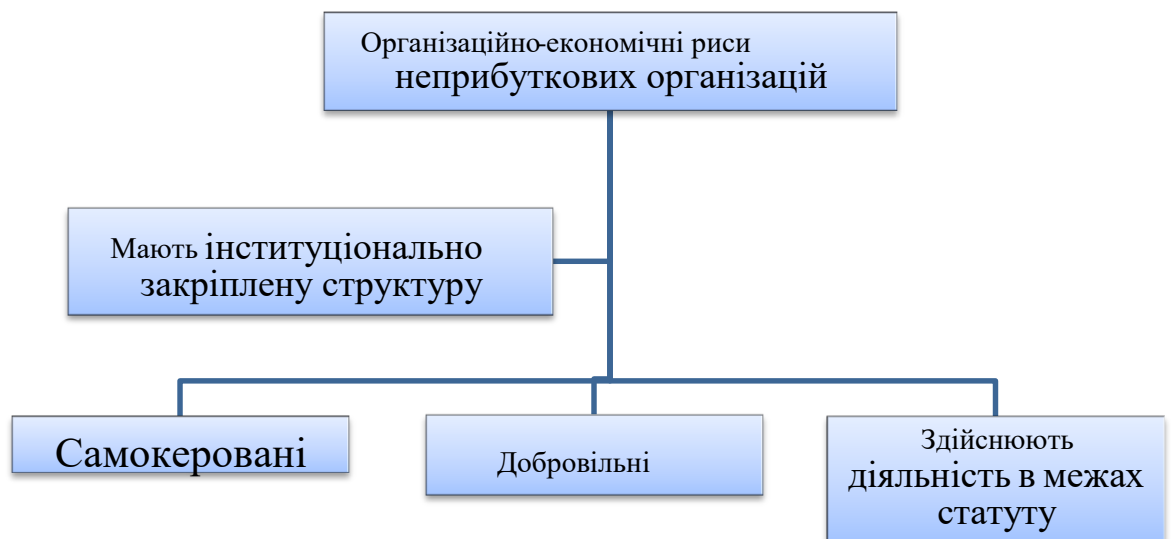 Організаційно-економічні риси
неприбуткових організацій
Мають інституціонально
закріплену структуру
Самокеровані
Добровільні
Здійснюють
діяльність в межах
статуту